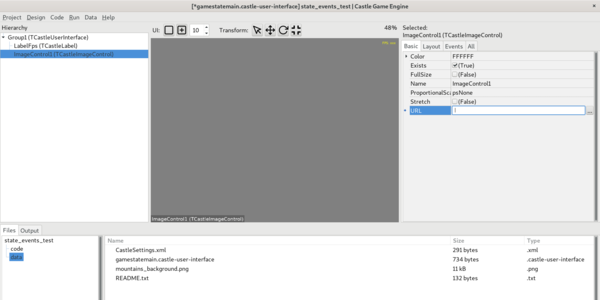 [*gamestatemain.castle-user-interface] state_events_test | Castle Game Engine
Project Design Code Run Data Help
Hierarchy
Group1 (TCastleUserInterface)
LabelFps (TCastleLabel)
ImageControl1 (TCastleImageControl)
UI: 10 Transform: 48%
ImageControl1 (TCastleImageControl)
Selected:
ImageControl1 (TCastleImageControl)
Basic Layout Events All
Color FFFFFF
Exists (True)
FullSize (False)
Name ImageControl1
ProportionalSca psNone
Stretch (False)
URL ...
Files Output
state_events_test
code
data
Name Size Type
CastleSettings.xml 291 bytes .xml
gamestatemain.castle-user-interface 734 bytes .castle-user-interface
mountains_background.png 11 kB .png
README.txt 132 bytes .txt